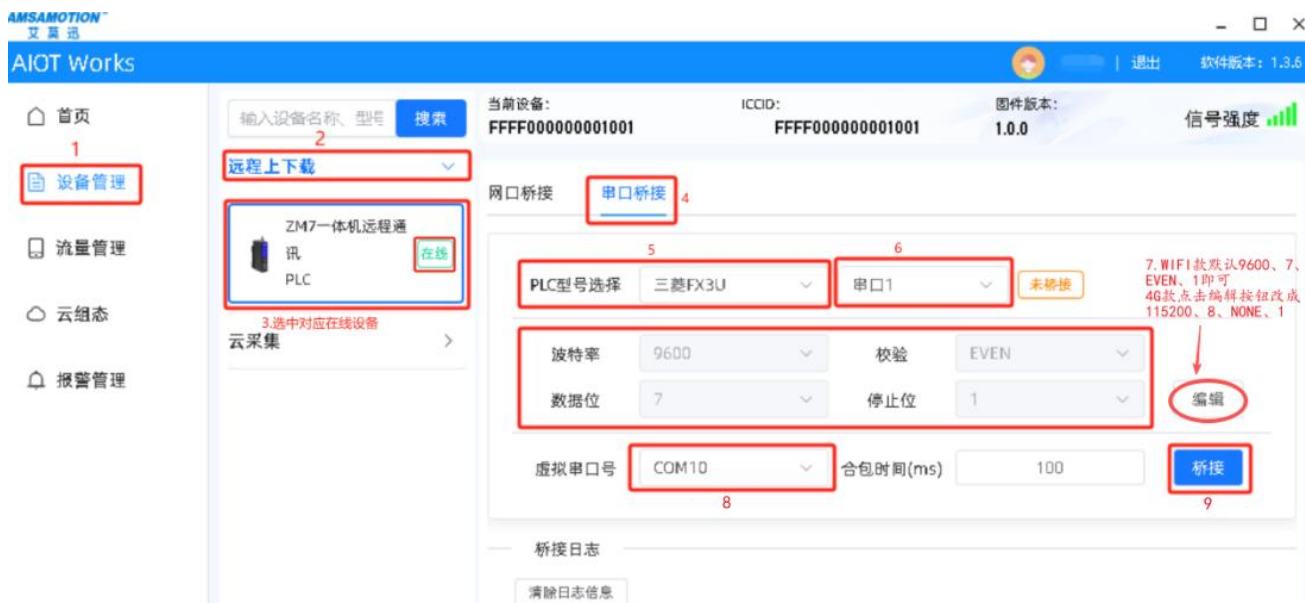 AMSAMOTION™
艾莫迅
AIOT Works
| 退出
软件版本：1.3.6
首页
1
设备管理
流量管理
云组态
报警管理
输入设备名称、型号
搜索
2
远程上下载
ZM7一体机远程通
讯
PLC
在线
3.选中对应在线设备
云采集
当前设备：
FFFF000000001001
ICCID：
FFFF000000001001
固件版本：
1.0.0
信号强度
网口桥接
串口桥接
4
5
6
PLC型号选择
三菱FX3U
串口1
未桥接
7.WIFI款默认9600、7、
EVEN、1即可
4G款点击编辑按钮改成
115200、8、NONE、1
波特率
9600
校验
EVEN
数据位
7
停止位
1
编辑
虚拟串口号
COM10
合包时间(ms)
100
桥接
8
9
桥接日志
清除日志信息